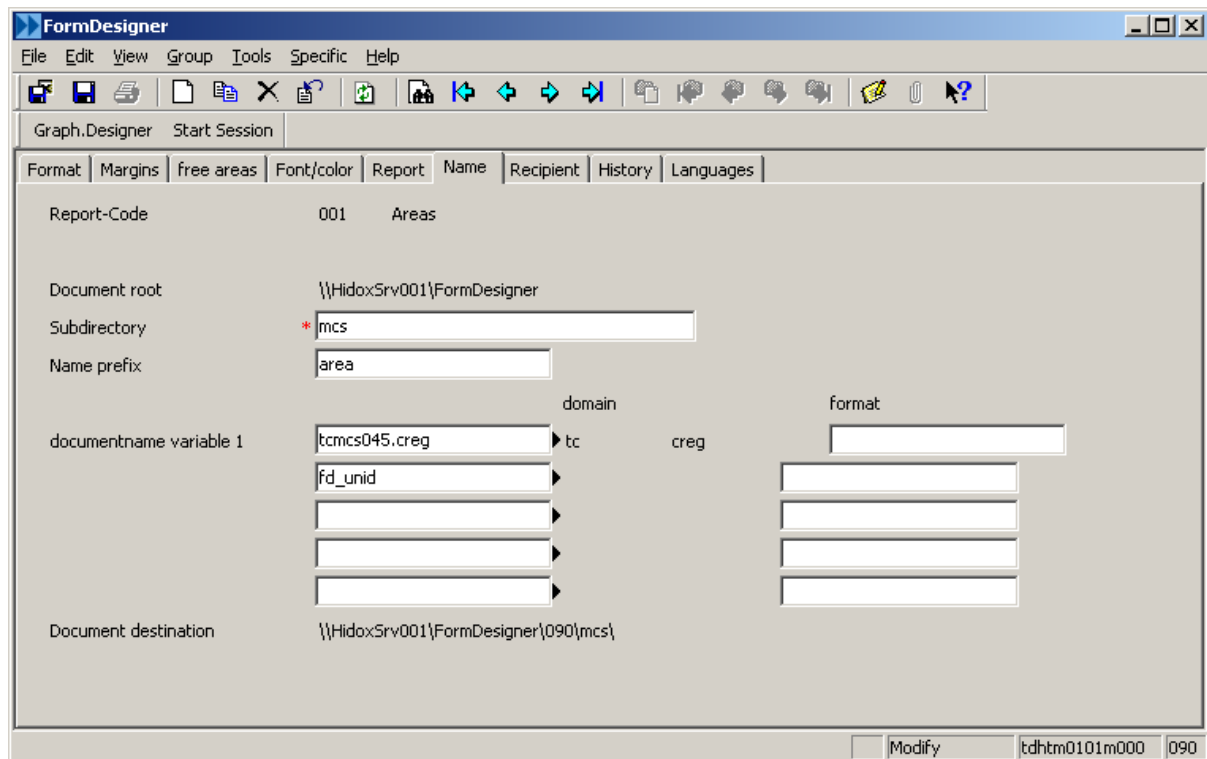 FormDesigner
File Edit View Group Tools Specific Help
Graph.Designer Start Session
Format Margins free areas Font/color Report Name Recipient History Languages
Report-Code 001 Areas
Document root \\HidoxSrv001\FormDesigner
Subdirectory * mcs
Name prefix area
domain format
documentname variable 1 tcmcs045.creg tc creg
fd_unid
Document destination \\HidoxSrv001\FormDesigner\090\mcs\
Modify tdhtm0101m000 090